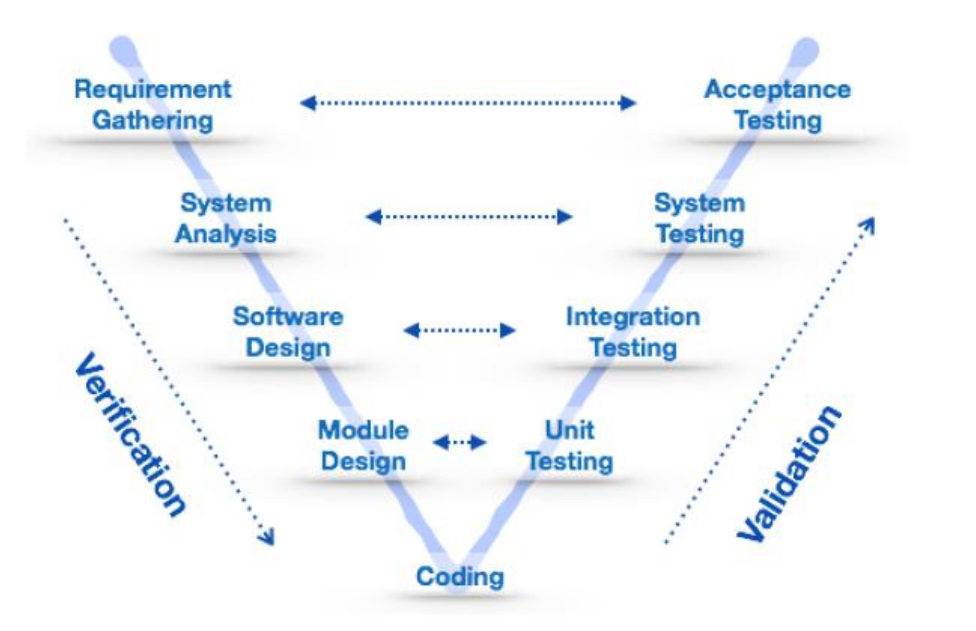 Requirement
Gathering
Acceptance
Testing
System
Analysis
System
Testing
Software
Design
Integration
Testing
Module
Design
Unit
Testing
Coding
Verification
Validation